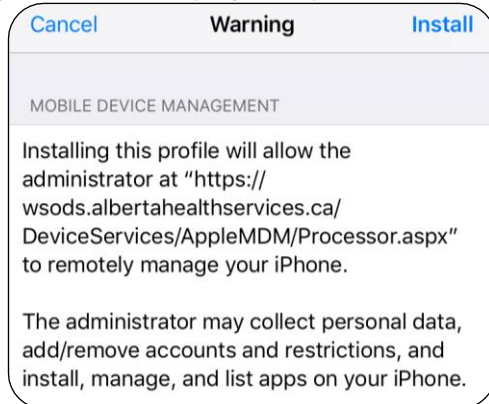 Cancel Warning Install
MOBILE DEVICE MANAGEMENT
Installing this profile will allow the
administrator at “https://
wsods.albertahealthservices.ca/
DeviceServices/AppleMDM/Processor.aspx”
to remotely manage your iPhone.
The administrator may collect personal data,
add/remove accounts and restrictions, and
install, manage, and list apps on your iPhone.